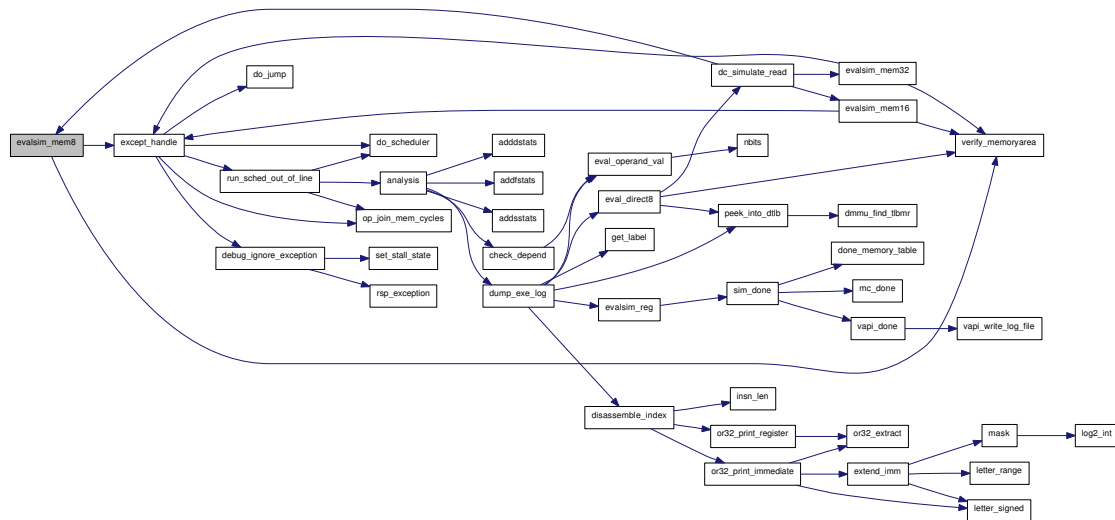 evalsim_mem8
except_handle
do_jump
do_scheduler
run_sched_out_of_line
op_join_mem_cycles
debug_ignore_exception
set_stall_state
rsp_exception
analysis
adddstats
addfstats
addsstats
check_depend
dump_exe_log
eval_operand_val
nbits
eval_direct8
get_label
evalsim_reg
disassemble_index
dc_simulate_read
evalsim_mem32
evalsim_mem16
verify_memoryarea
peek_into_dtlb
dmmu_find_tlbmr
sim_done
done_memory_table
mc_done
vapi_done
vapi_write_log_file
insn_len
or32_print_register
or32_extract
or32_print_immediate
extend_imm
mask
log2_int
letter_range
letter_signed